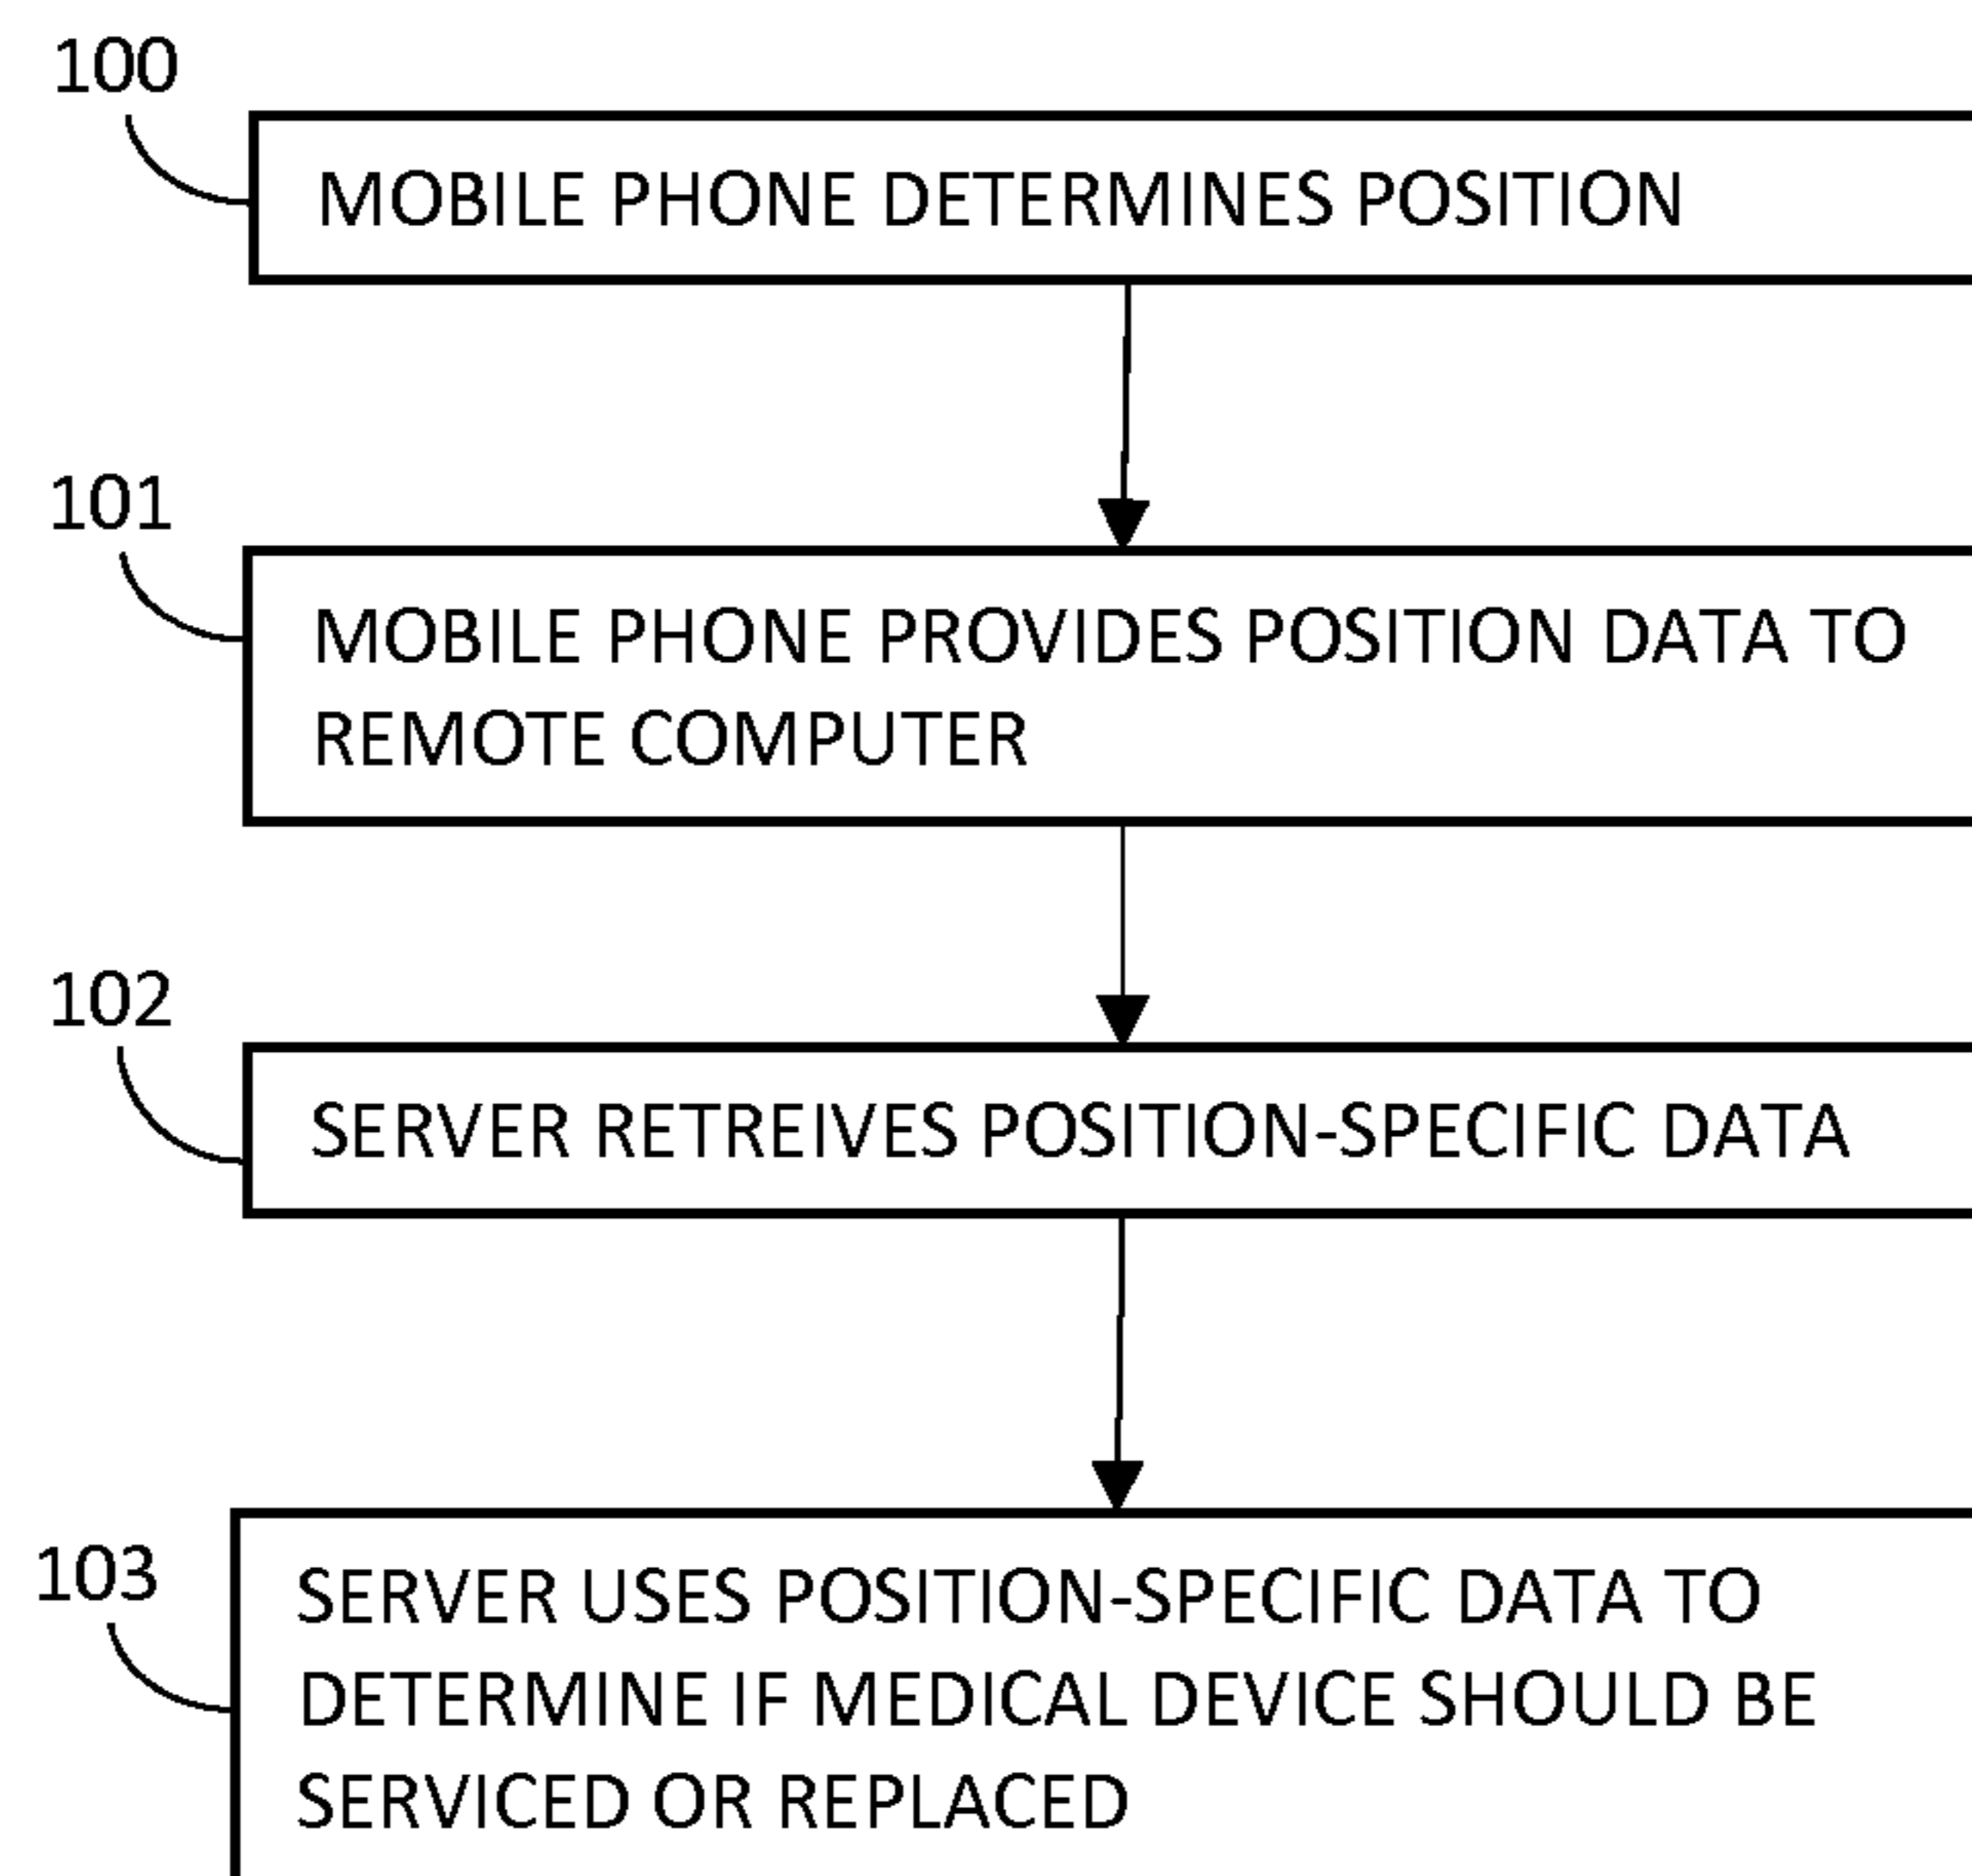 100
MOBILE PHONE DETERMINES POSITION
101
MOBILE PHONE PROVIDES POSITION DATA TO
REMOTE COMPUTER
102
SERVER RETREIVES POSITION-SPECIFIC DATA
103
SERVER USES POSITION-SPECIFIC DATA TO
DETERMINE IF MEDICAL DEVICE SHOULD BE
SERVICED OR REPLACED